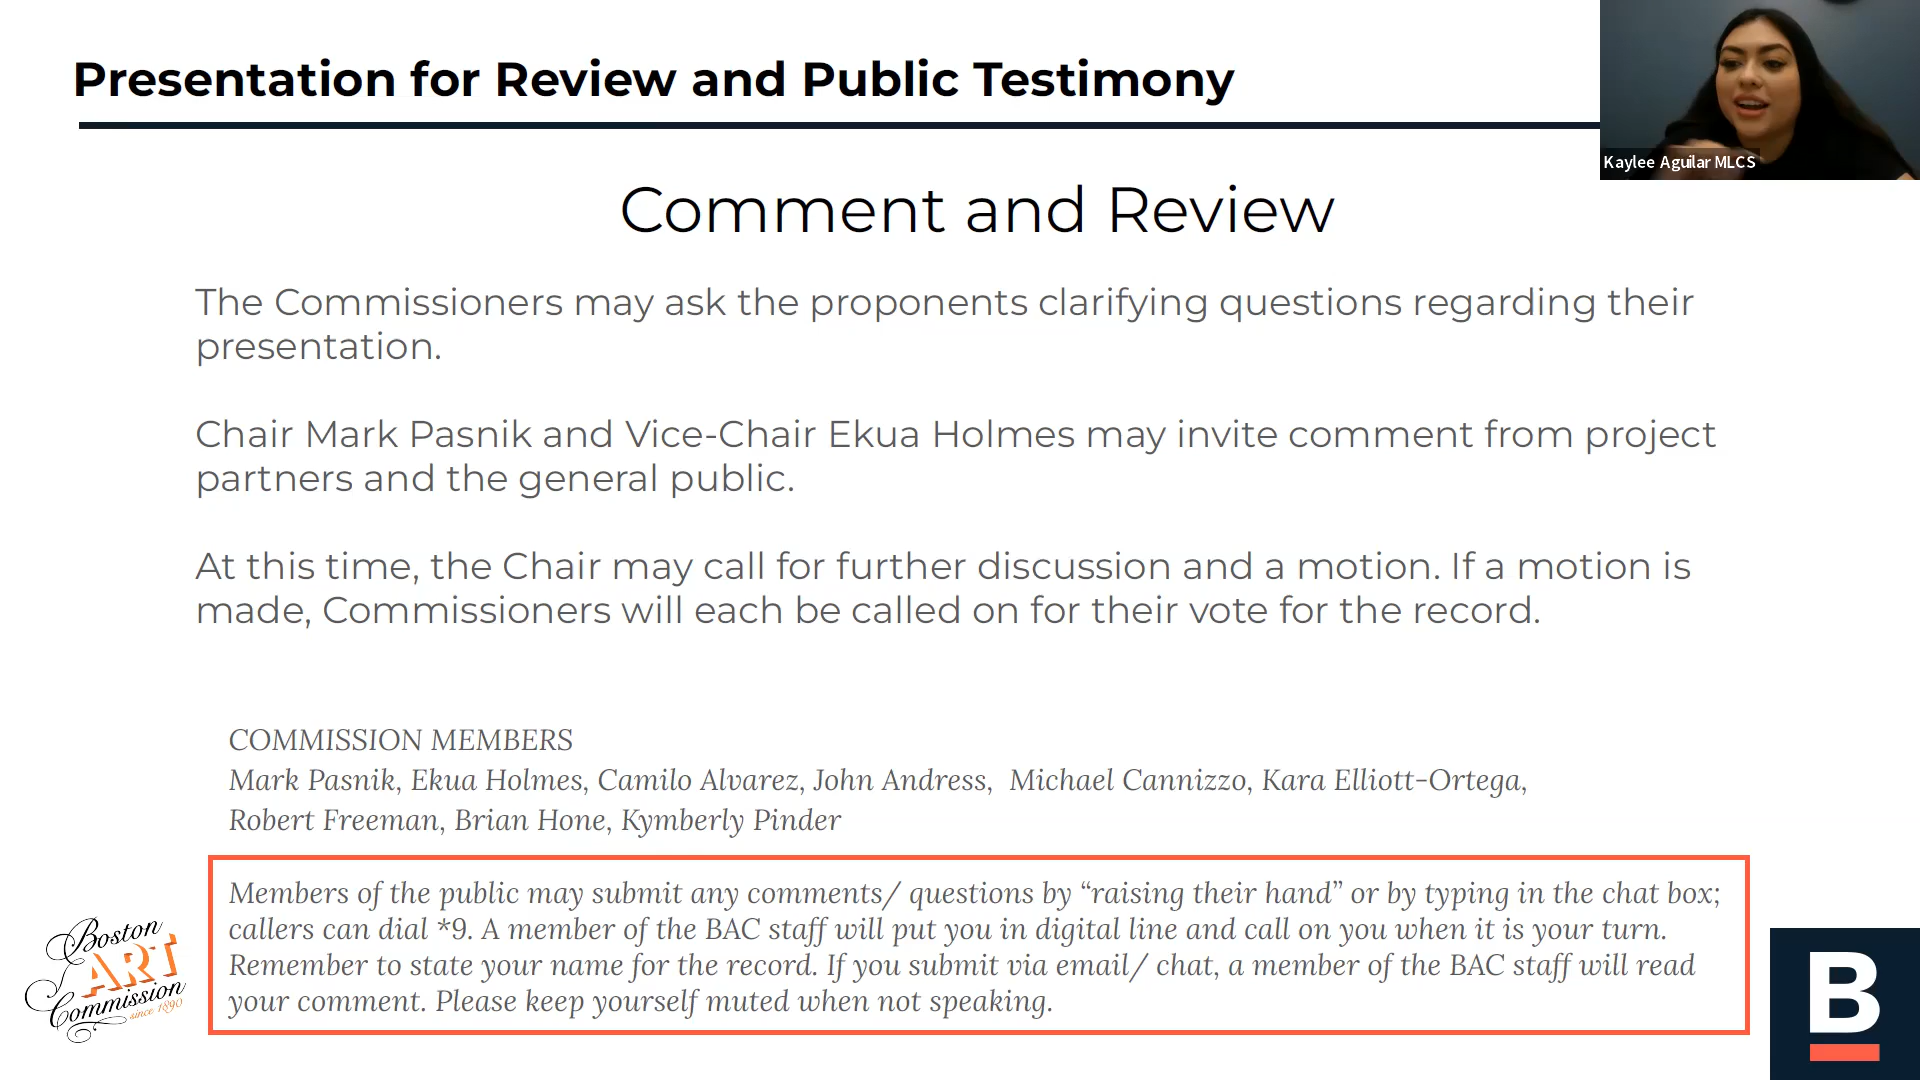 Presentation for Review and Public Testimony
Kaylee Aguilar MLCS
Comment and Review
The Commissioners may ask the proponents clarifying questions regarding their
presentation.
Chair Mark Pasnik and Vice-Chair Ekua Holmes may invite comment from project
partners and the general public.
At this time, the Chair may call for further discussion and a motion. If a motion is
made, Commissioners will each be called on for their vote for the record.
COMMISSION MEMBERS
Mark Pasnik, Ekua Holmes, Camilo Alvarez, John Andress, Michael Cannizzo, Kara Elliott-Ortega,
Robert Freeman, Brian Hone, Kymberly Pinder
Members of the public may submit any comments/ questions by “raising their hand” or by typing in the chat box;
callers can dial *9. A member of the BAC staff will put you in digital line and call on you when it is your turn.
Remember to state your name for the record. If you submit via email/ chat, a member of the BAC staff will read
your comment. Please keep yourself muted when not speaking.
Boston
ART
Commission
since 1890
B